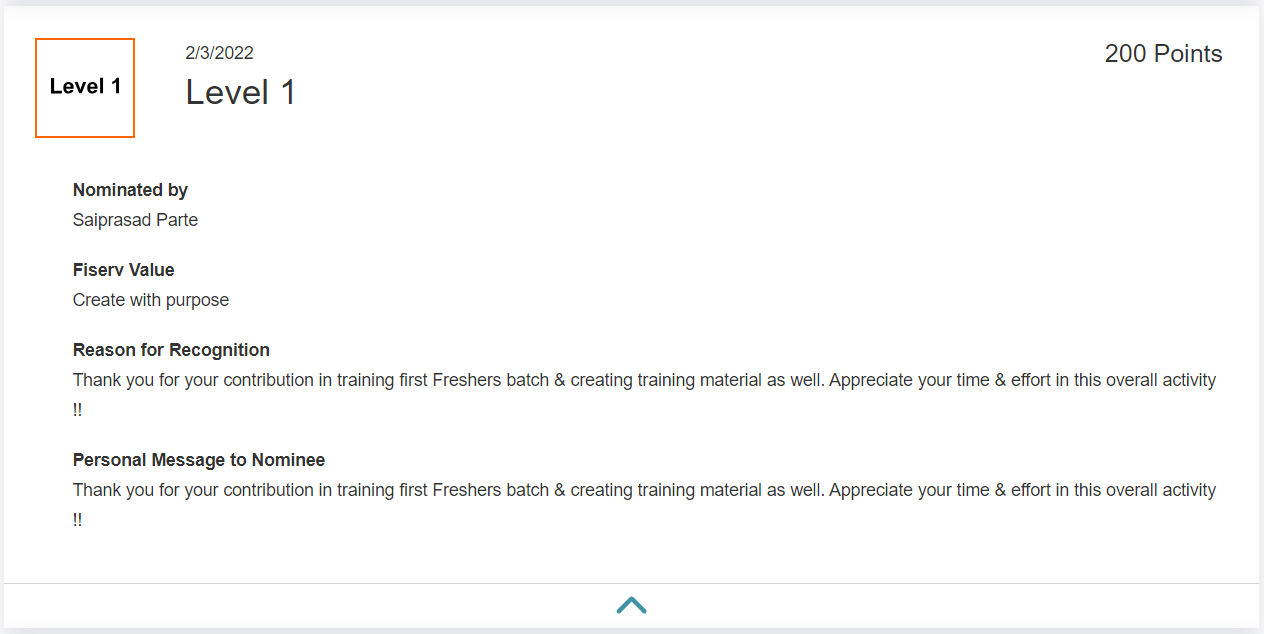 Level 1
2/3/2022
Level 1
200 Points
Nominated by
Saiprasad Parte
Fiserv Value
Create with purpose
Reason for Recognition
Thank you for your contribution in training first Freshers batch & creating training material as well. Appreciate your time & effort in this overall activity
!!
Personal Message to Nominee
Thank you for your contribution in training first Freshers batch & creating training material as well. Appreciate your time & effort in this overall activity
!!